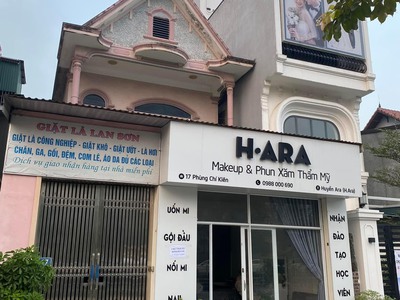 GIẶT LÀ LAN SƠN
GIẶT LÀ CÔNG NGHIỆP - GIẶT KHÔ - GIẶT ƯỚT - LÀ HƠI
CHĂN, GA, GỐI, ĐỆM, COM LÊ, ÁO DA ĐỦ CÁC LOẠI
Dịch vụ giao nhận hàng tại nhà miễn phí
H·ARA
Makeup & Phun Xăm Thẩm Mỹ
17 Phùng Chí Kiên
0988 000 690
Huyền Ara (H.Ara)
UỐN MI
GỘI ĐẦU
NỐI MI
NAIL
NHẬN
ĐÀO
TẠO
HỌC
VIÊN